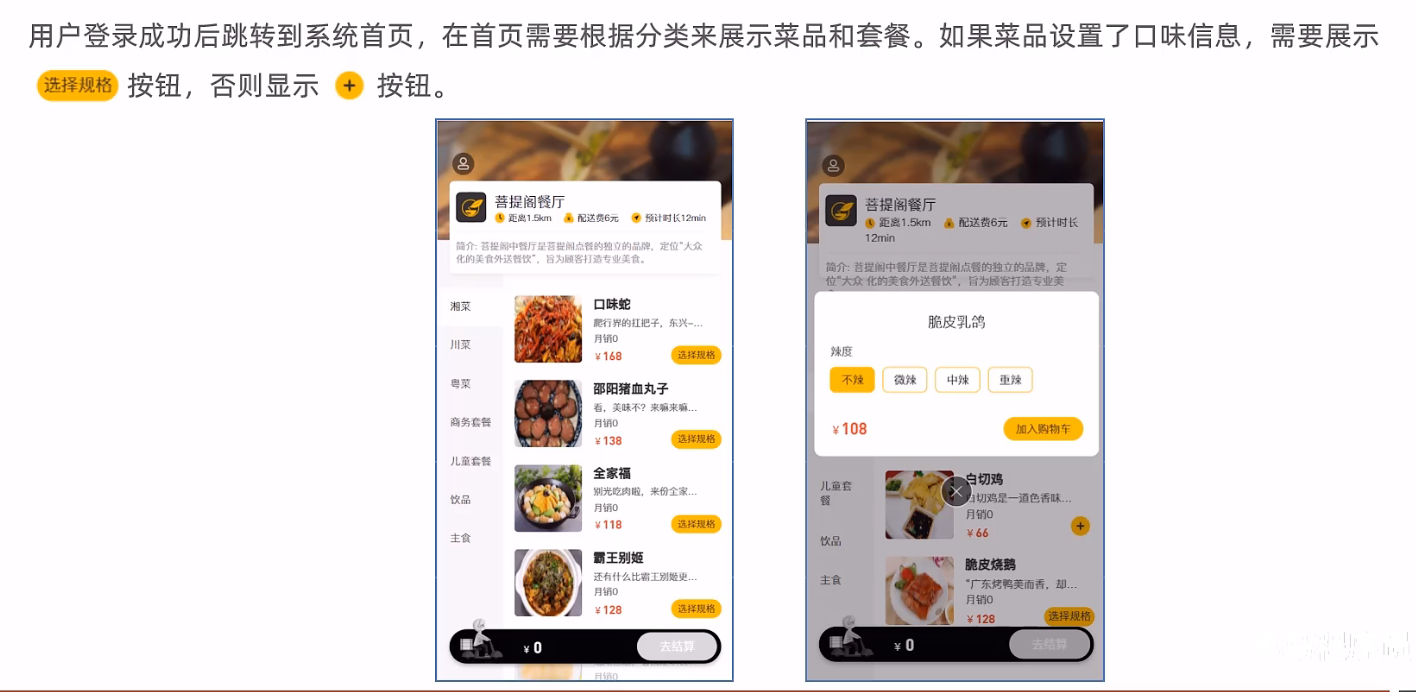 用户登录成功后跳转到系统首页，在首页需要根据分类来展示菜品和套餐。如果菜品设置了口味信息，需要展示
选择规格 按钮，否则显示 + 按钮。
菩提阁餐厅
距离1.5km 配送费6元 预计时长12min
简介: 菩提阁中餐厅是菩提阁点餐的独立的品牌，定位“大众
化的美食外送餐饮”，旨为顾客打造专业美食。
湘菜
川菜
粤菜
商务套餐
儿童套餐
饮品
主食
口味蛇
爬行界的扛把子，东兴-...
月销0
¥168
选择规格
邵阳猪血丸子
看，美味不？来嘛来嘛...
月销0
¥138
选择规格
全家福
别光吃肉啦，来份全家...
月销0
¥118
选择规格
霸王别姬
还有什么比霸王别姬更...
月销0
¥128
选择规格
¥0
去结算
月销0
菩提阁餐厅
距离1.5km 配送费6元 预计时长
12min
简介: 菩提阁中餐厅是菩提阁点餐的独立的品牌，定
位“大众 化的美食外送餐饮”，旨为顾客打造专业美
脆皮乳鸽
辣度
不辣 微辣 中辣 重辣
¥108
加入购物车
儿童套
餐
饮品
主食
白切鸡
白切鸡是一道色香味...
月销0
¥66
+
脆皮烧鹅
“广东烤鸭美而香，却...
月销0
¥128
选择规格
¥0
去结算